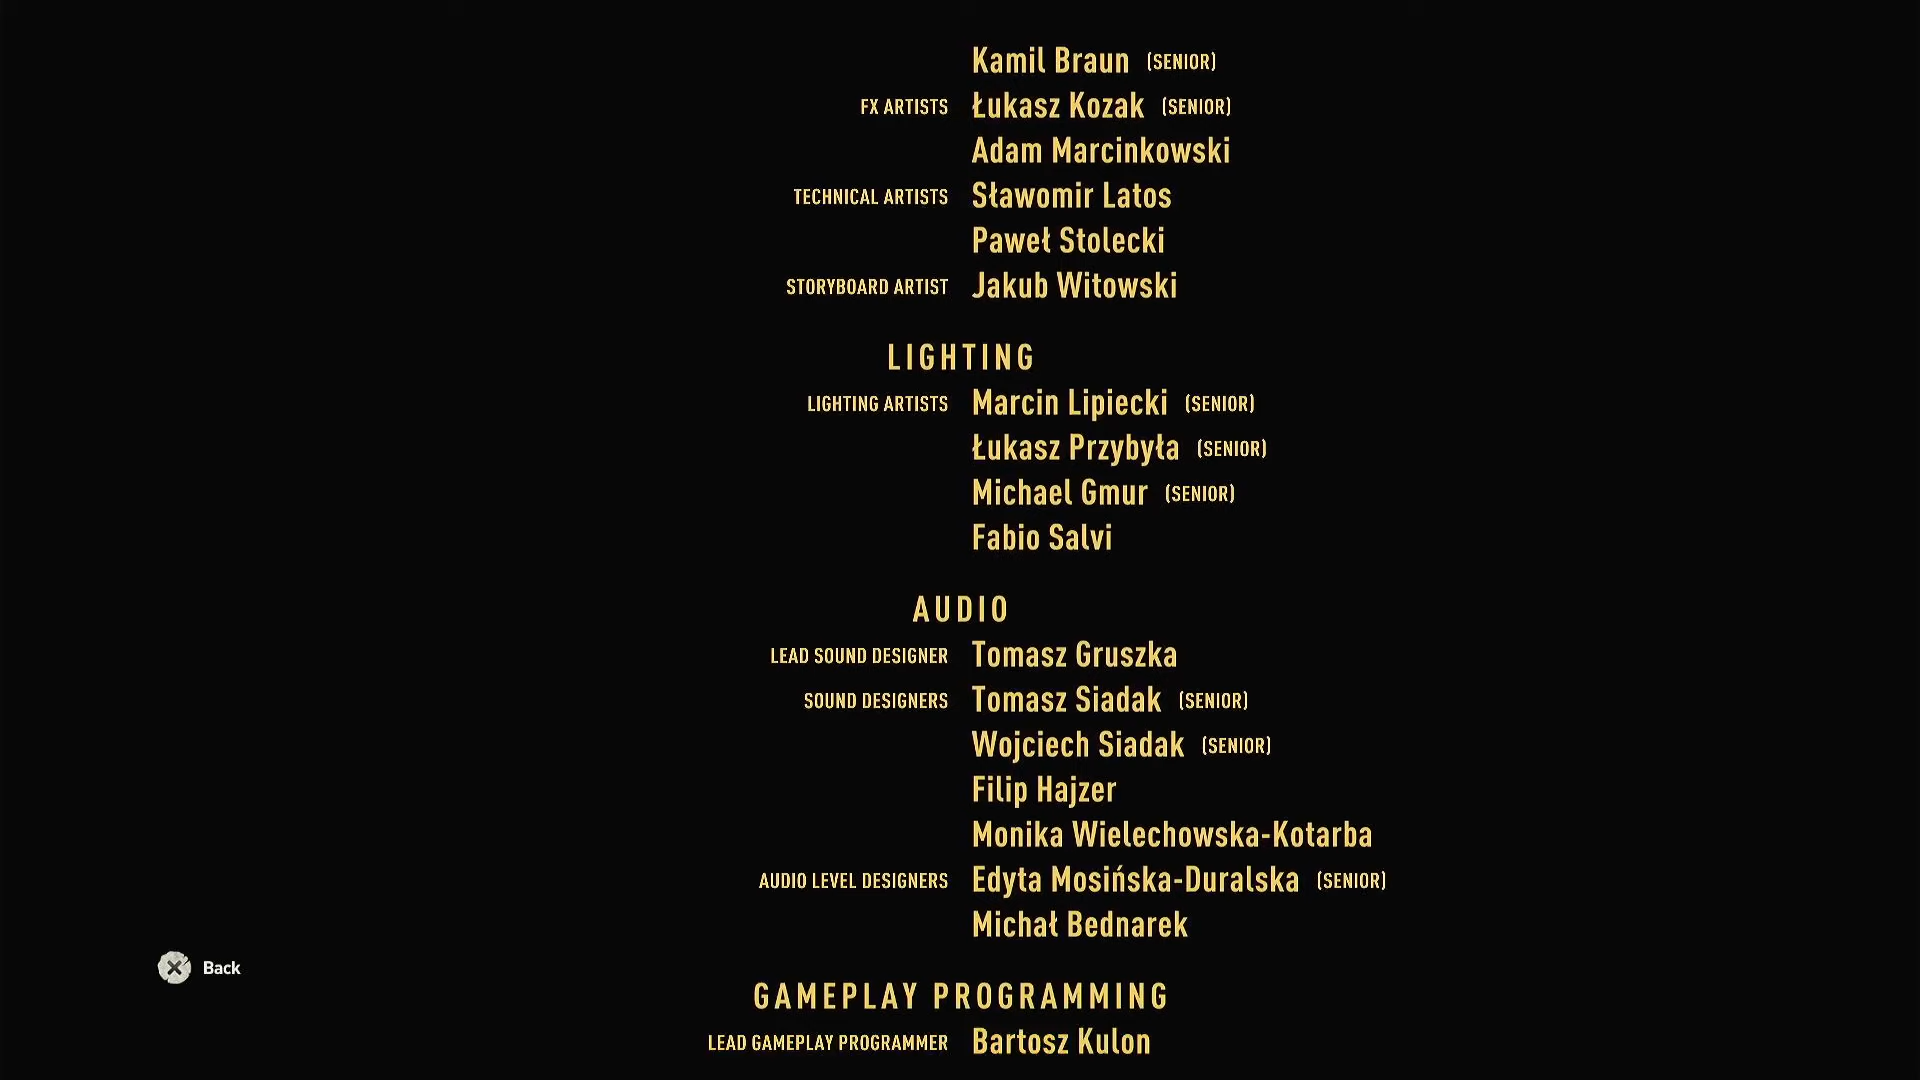 Kamil Braun (SENIOR)
FX ARTISTS Łukasz Kozak (SENIOR)
Adam Marcinkowski
TECHNICAL ARTISTS Sławomir Latos
Paweł Stolecki
STORYBOARD ARTIST Jakub Witowski
LIGHTING
LIGHTING ARTISTS Marcin Lipiecki (SENIOR)
Łukasz Przybyła (SENIOR)
Michael Gmur (SENIOR)
Fabio Salvi
AUDIO
LEAD SOUND DESIGNER Tomasz Gruszka
SOUND DESIGNERS Tomasz Siadak (SENIOR)
Wojciech Siadak (SENIOR)
Filip Hajzer
Monika Wielechowska-Kotarba
AUDIO LEVEL DESIGNERS Edyta Mosińska-Duralska (SENIOR)
Michał Bednarek
Back
GAMEPLAY PROGRAMMING
LEAD GAMEPLAY PROGRAMMER Bartosz Kulon